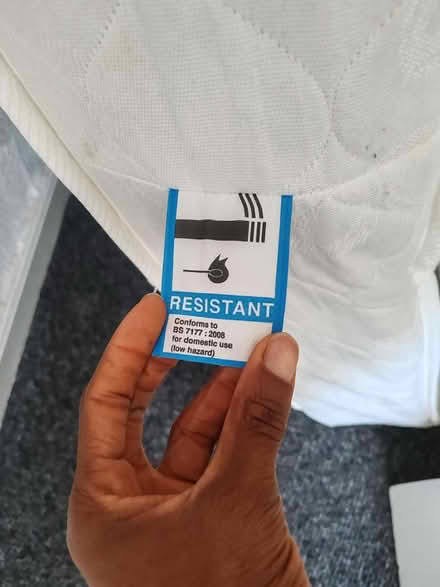 RESISTANT
Conforms to
BS 7177 : 2008
for domestic use
(low hazard)